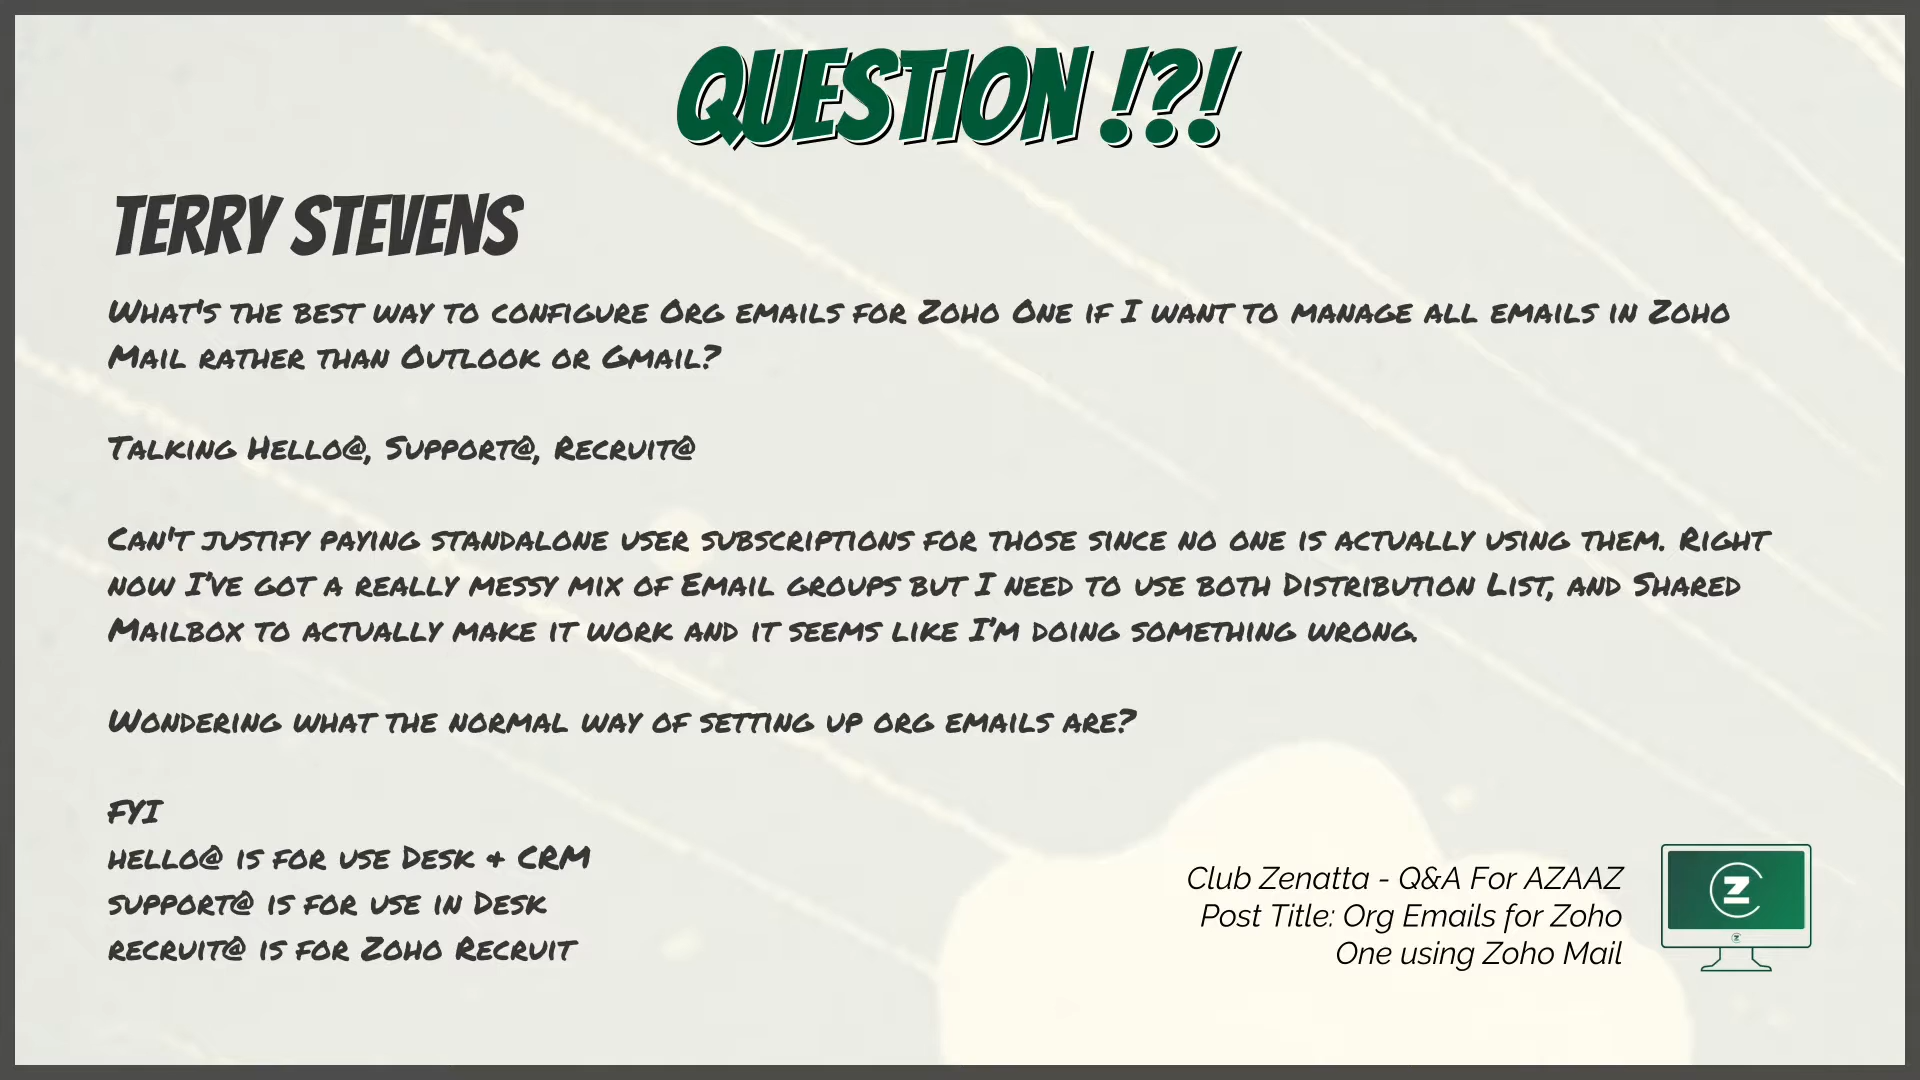 QUESTION !?!
TERRY STEVENS
What's the best way to configure Org emails for Zoho One if I want to manage all emails in Zoho
Mail rather than Outlook or Gmail?
Talking Hello@, Support@, Recruit@
Can't justify paying standalone user subscriptions for those since no one is actually using them. Right
now I've got a really messy mix of Email groups but I need to use both Distribution List, and Shared
Mailbox to actually make it work and it seems like I'm doing something wrong.
Wondering what the normal way of setting up org emails are?
FYI
hello@ is for use Desk + CRM
support@ is for use in Desk
recruit@ is for Zoho Recruit
Club Zenatta - Q&A For AZAAZ
Post Title: Org Emails for Zoho
One using Zoho Mail
Z